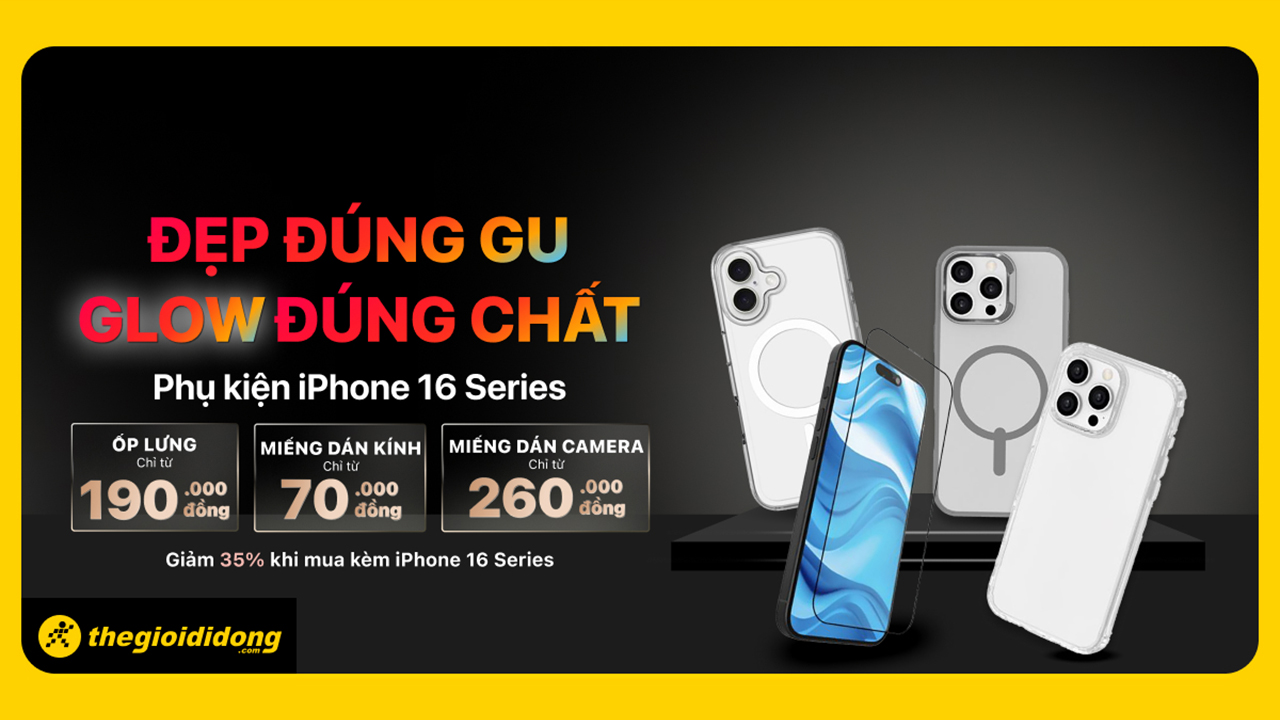 ĐẸP ĐÚNG GU
GLOW ĐÚNG CHẤT
Phụ kiện iPhone 16 Series
ỐP LƯNG
Chỉ từ
190.000 đồng
MIẾNG DÁN KÍNH
Chỉ từ
70.000 đồng
MIẾNG DÁN CAMERA
Chỉ từ
260.000 đồng
Giảm 35% khi mua kèm iPhone 16 Series
thegioididong
.com